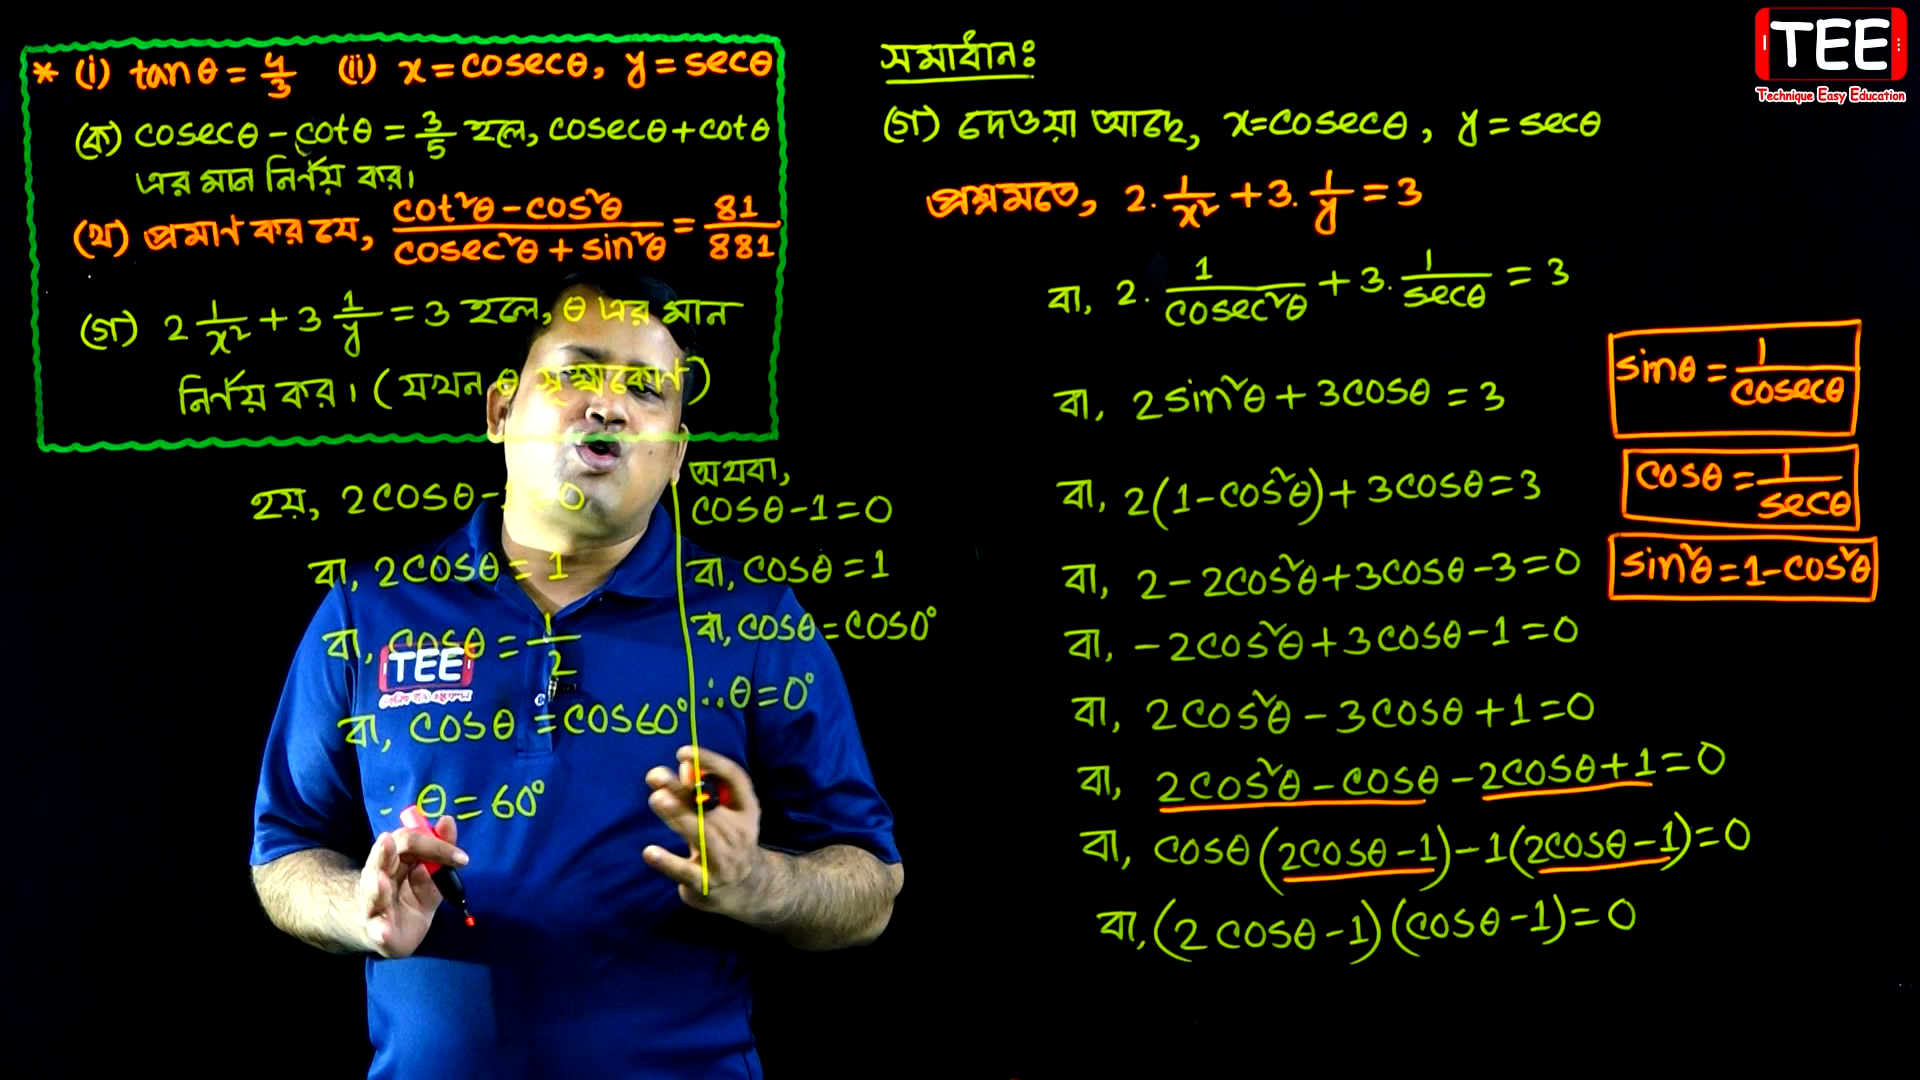 * (i) tanθ = 4/3 (ii) x = cosecθ, y = secθ
(ক) cosecθ - cotθ = 3/5 হলে, cosecθ + cotθ
এর মান নির্ণয় কর।
(খ) প্রমাণ কর যে, (cot²θ - cos²θ)/(cosec²θ + sin²θ) = 81/881
(গ) 2 1/x² + 3 1/y = 3 হলে, θ এর মান
নির্ণয় কর। (যখন θ সূক্ষ্মকোণ)
হয়, 2cosθ - 1 = 0
বা, 2cosθ = 1
বা, cosθ = 1/2
বা, cosθ = cos60°
∴ θ = 60°
অথবা,
cosθ - 1 = 0
বা, cosθ = 1
বা, cosθ = cos0°
∴ θ = 0°
সমাধান:
(গ) দেওয়া আছে, x = cosecθ, y = secθ
প্রশ্নমতে, 2. 1/x² + 3. 1/y = 3
বা, 2. 1/cosec²θ + 3. 1/secθ = 3
বা, 2sin²θ + 3cosθ = 3
বা, 2(1 - cos²θ) + 3cosθ = 3
বা, 2 - 2cos²θ + 3cosθ - 3 = 0
বা, -2cos²θ + 3cosθ - 1 = 0
বা, 2cos²θ - 3cosθ + 1 = 0
বা, 2cos²θ - cosθ - 2cosθ + 1 = 0
বা, cosθ(2cosθ - 1) - 1(2cosθ - 1) = 0
বা, (2cosθ - 1)(cosθ - 1) = 0
sinθ = 1/cosecθ
cosθ = 1/secθ
sin²θ = 1 - cos²θ
TEE
Technique Easy Education
TEE